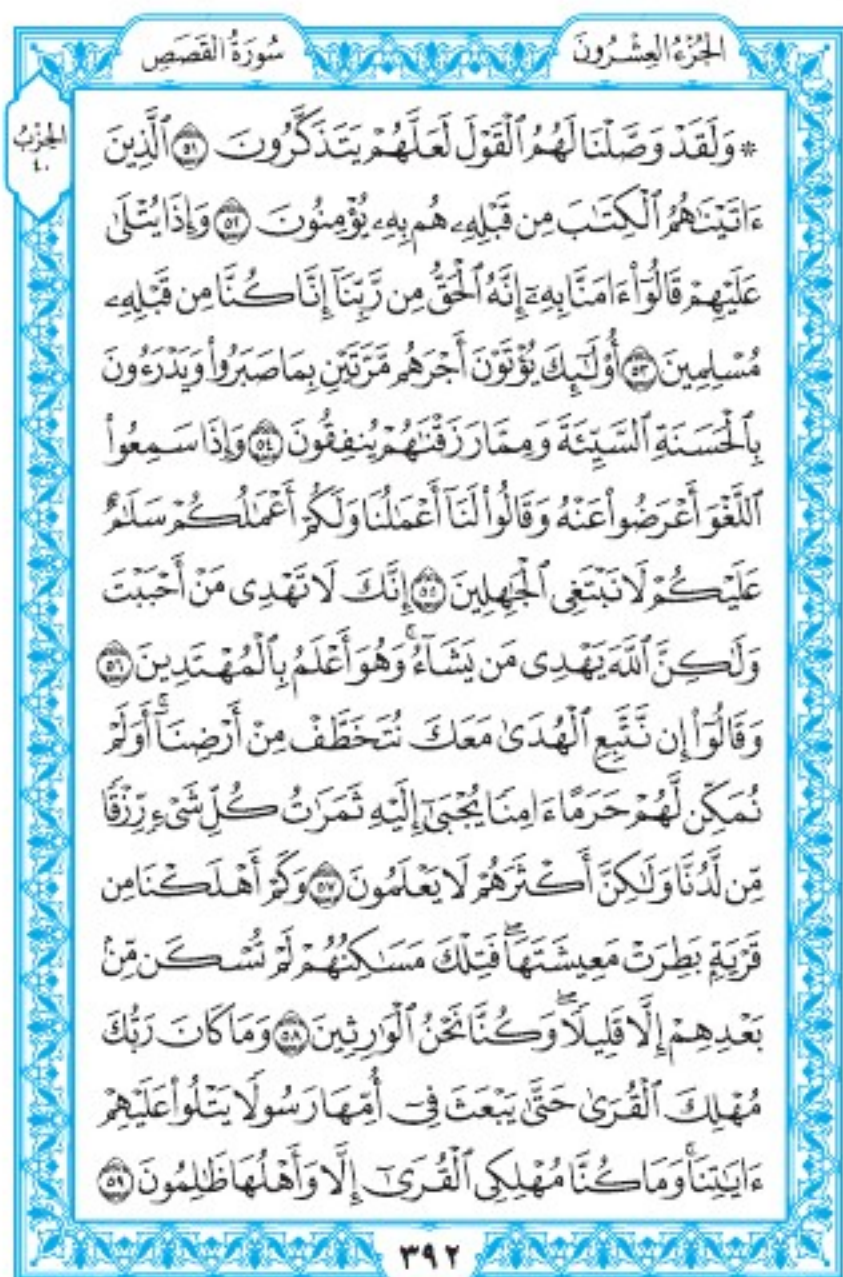 الجُزْءُ العِشْرُونَ
سُورَةُ القَصَصِ
الحِزْبُ
٤٠
* وَلَقَدْ وَصَّلْنَا لَهُمُ ٱلْقَوْلَ لَعَلَّهُمْ يَتَذَكَّرُونَ ٥١ ٱلَّذِينَ
ءَاتَيْنَٰهُمُ ٱلْكِتَٰبَ مِن قَبْلِهِۦ هُم بِهِۦ يُؤْمِنُونَ ٥٢ وَإِذَا يُتْلَىٰ
عَلَيْهِمْ قَالُوٓا۟ ءَامَنَّا بِهِۦٓ إِنَّهُ ٱلْحَقُّ مِن رَّبِّنَآ إِنَّا كُنَّا مِن قَبْلِهِۦ
مُسْلِمِينَ ٥٣ أُو۟لَٰٓئِكَ يُؤْتَوْنَ أَجْرَهُم مَّرَّتَيْنِ بِمَا صَبَرُوا۟ وَيَدْرَءُونَ
بِٱلْحَسَنَةِ ٱلسَّيِّئَةَ وَمِمَّا رَزَقْنَٰهُمْ يُنفِقُونَ ٥٤ وَإِذَا سَمِعُوا۟
ٱللَّغْوَ أَعْرَضُوا۟ عَنْهُ وَقَالُوا۟ لَنَآ أَعْمَٰلُنَا وَلَكُمْ أَعْمَٰلُكُمْ سَلَٰمٌ
عَلَيْكُمْ لَا نَبْتَغِى ٱلْجَٰهِلِينَ ٥٥ إِنَّكَ لَا تَهْدِى مَنْ أَحْبَبْتَ
وَلَٰكِنَّ ٱللَّهَ يَهْدِى مَن يَشَآءُ ۚ وَهُوَ أَعْلَمُ بِٱلْمُهْتَدِينَ ٥٦
وَقَالُوٓا۟ إِن نَّتَّبِعِ ٱلْهُدَىٰ مَعَكَ نُتَخَطَّفْ مِنْ أَرْضِنَآ ۚ أَوَلَمْ
نُمَكِّن لَّهُمْ حَرَمًا ءَامِنًا يُجْبَىٰٓ إِلَيْهِ ثَمَرَٰتُ كُلِّ شَىْءٍ رِّزْقًا
مِّن لَّدُنَّا وَلَٰكِنَّ أَكْثَرَهُمْ لَا يَعْلَمُونَ ٥٧ وَكَمْ أَهْلَكْنَا مِن
قَرْيَةٍۭ بَطِرَتْ مَعِيشَتَهَا ۖ فَتِلْكَ مَسَٰكِنُهُمْ لَمْ تُسْكَن مِّنۢ
بَعْدِهِمْ إِلَّا قَلِيلًا ۖ وَكُنَّا نَحْنُ ٱلْوَٰرِثِينَ ٥٨ وَمَا كَانَ رَبُّكَ
مُهْلِكَ ٱلْقُرَىٰ حَتَّىٰ يَبْعَثَ فِىٓ أُمِّهَا رَسُولًا يَتْلُوا۟ عَلَيْهِمْ
ءَايَٰتِنَا ۚ وَمَا كُنَّا مُهْلِكِى ٱلْقُرَىٰٓ إِلَّا وَأَهْلُهَا ظَٰلِمُونَ ٥٩
٣٩٢